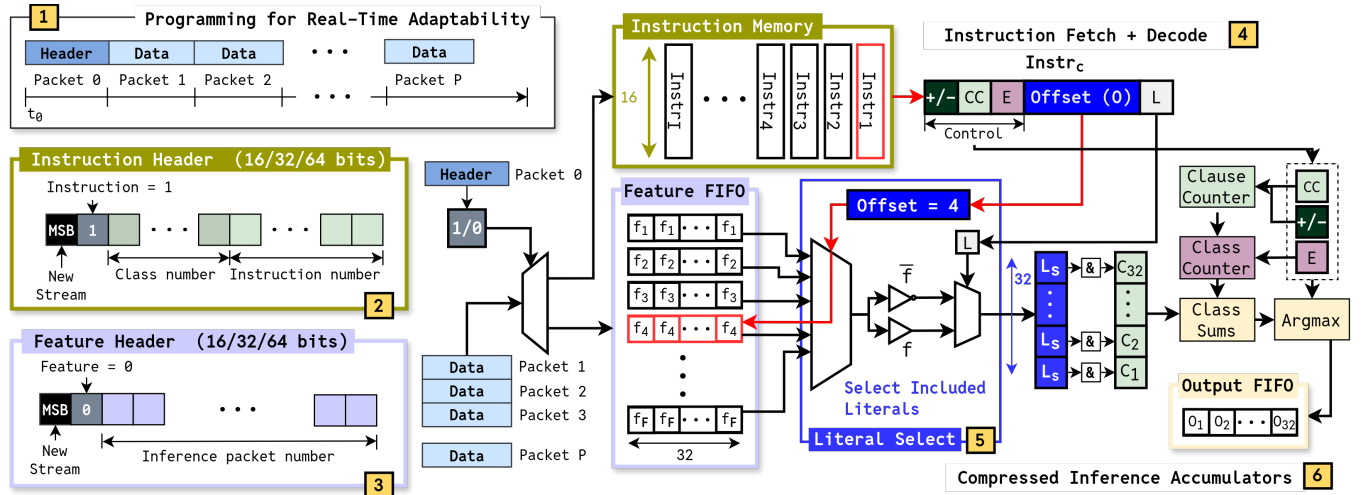 1
Programming for Real-Time Adaptability
Header Data Data • • • Data
Packet 0 Packet 1 Packet 2 Packet P
• • •
t0
Instruction Header (16/32/64 bits)
Instruction = 1
MSB 1 • • • • • •
New
Stream
Class number Instruction number
2
Feature Header (16/32/64 bits)
Feature = 0
MSB 0 • • •
New
Stream
Inference packet number
3
Header Packet 0
1/0
Data Packet 1
Data Packet 2
Data Packet 3
Data Packet P
Instruction Memory
16
InstrI • • • Instr4 Instr3 Instr2 Instr1
Feature FIFO
f1 f1 • • • f1
f2 f2 • • • f2
f3 f3 • • • f3
f4 f4 • • • f4
fF fF • • • fF
32
Instruction Fetch + Decode 4
InstrC
+/- CC E Offset (O) L
Control
Offset = 4
L
f̅
f
Select Included
Literals
Literal Select 5
32
LS & C32
LS & C2
LS & C1
Clause
Counter
Class
Counter
CC
+/-
E
Class
Sums
Argmax
Output FIFO
O1 O2 • • • O32
Compressed Inference Accumulators 6